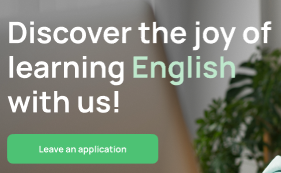 Discover the joy of
learning English
with us!
Leave an application